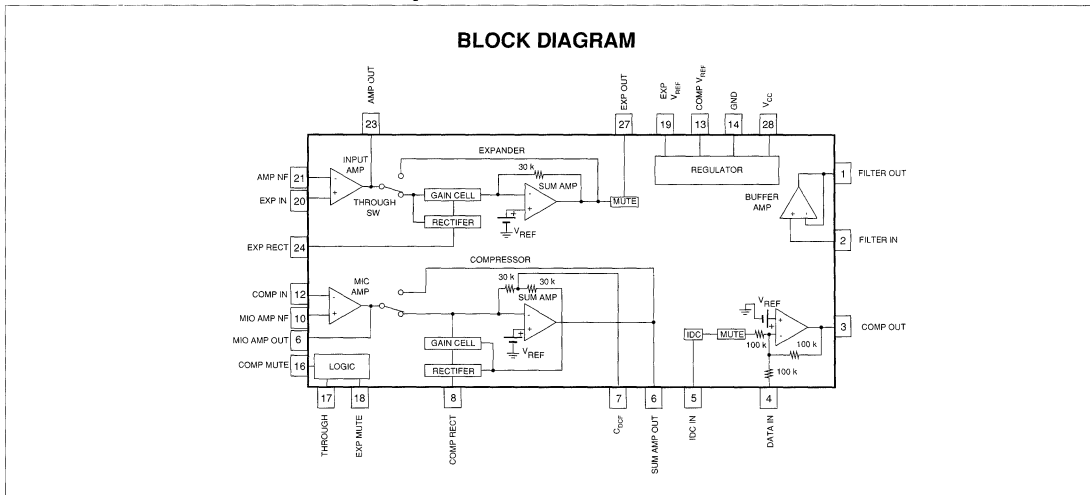 BLOCK DIAGRAM
AMP OUT
EXP OUT
EXP VREF
COMP VREF
GND
VCC
23
27
19
13
14
28
INPUT AMP
EXPANDER
30 k
REGULATOR
1 FILTER OUT
AMP NF 21
EXP IN 20
THROUGH SW
GAIN CELL
SUM AMP
MUTE
BUFFER AMP
RECTIFER
VREF
2 FILTER IN
EXP RECT 24
COMPRESSOR
MIC AMP
30 k
30 k
COMP IN 12
SUM AMP
VREF
MIO AMP NF 10
IDC
MUTE
100 k
100 k
3 COMP OUT
MIO AMP OUT 6
GAIN CELL
VREF
COMP MUTE 16
LOGIC
RECTIFIER
100 k
17
18
8
7
6
5
4
THROUGH
EXP MUTE
COMP RECT
CDCF
SUM AMP OUT
IDC IN
DATA IN